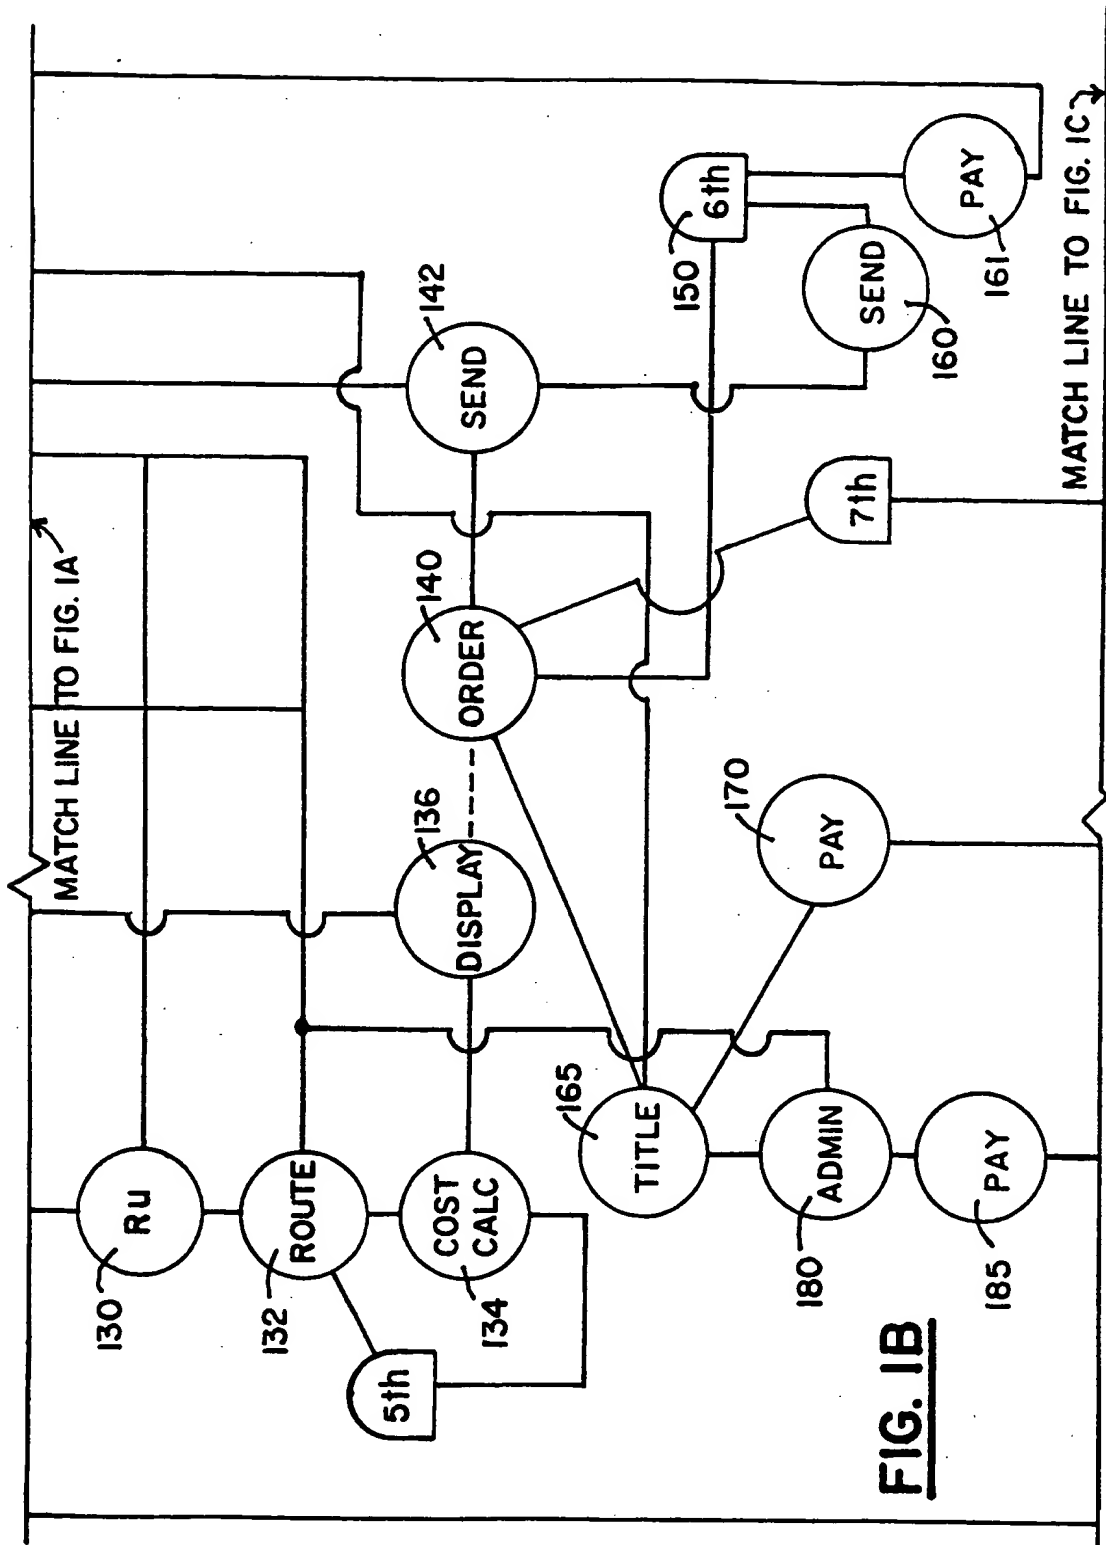 MATCH LINE TO FIG. 1A
130
Ru
132
ROUTE
5th
134
COST
CALC
136
DISPLAY
140
ORDER
142
SEND
150
6th
160
SEND
161
PAY
7th
165
TITLE
170
PAY
180
ADMIN
185
PAY
MATCH LINE TO FIG. 1C
FIG. 1B